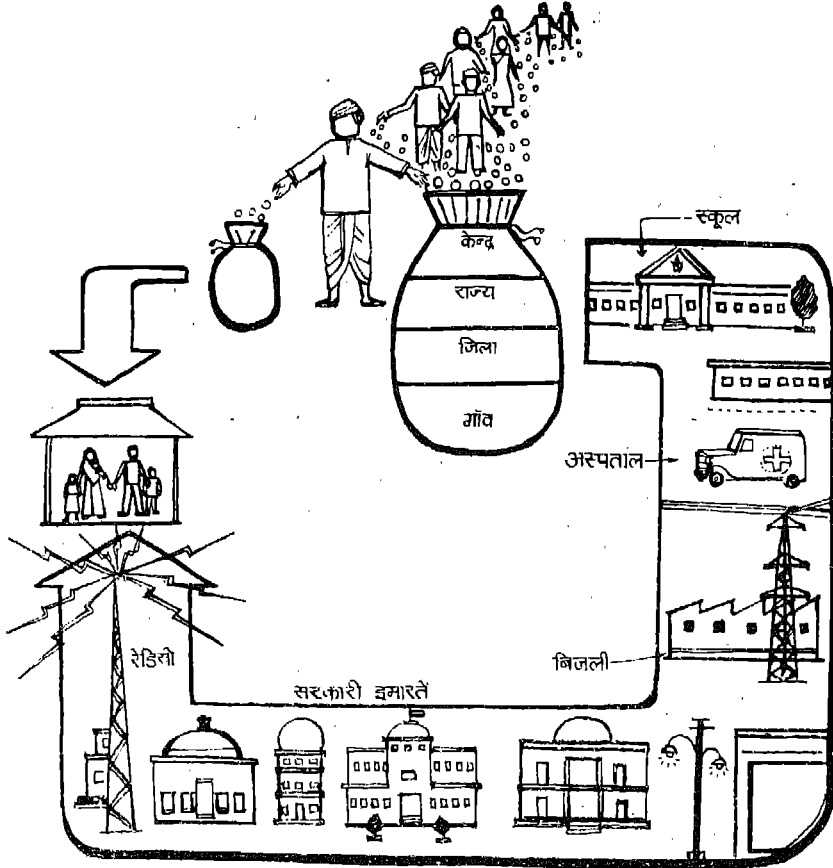 केन्द्र
राज्य
जिला
गाँव
स्कूल
अस्पताल
बिजली
रेडिओ
सरकारी इमारतें